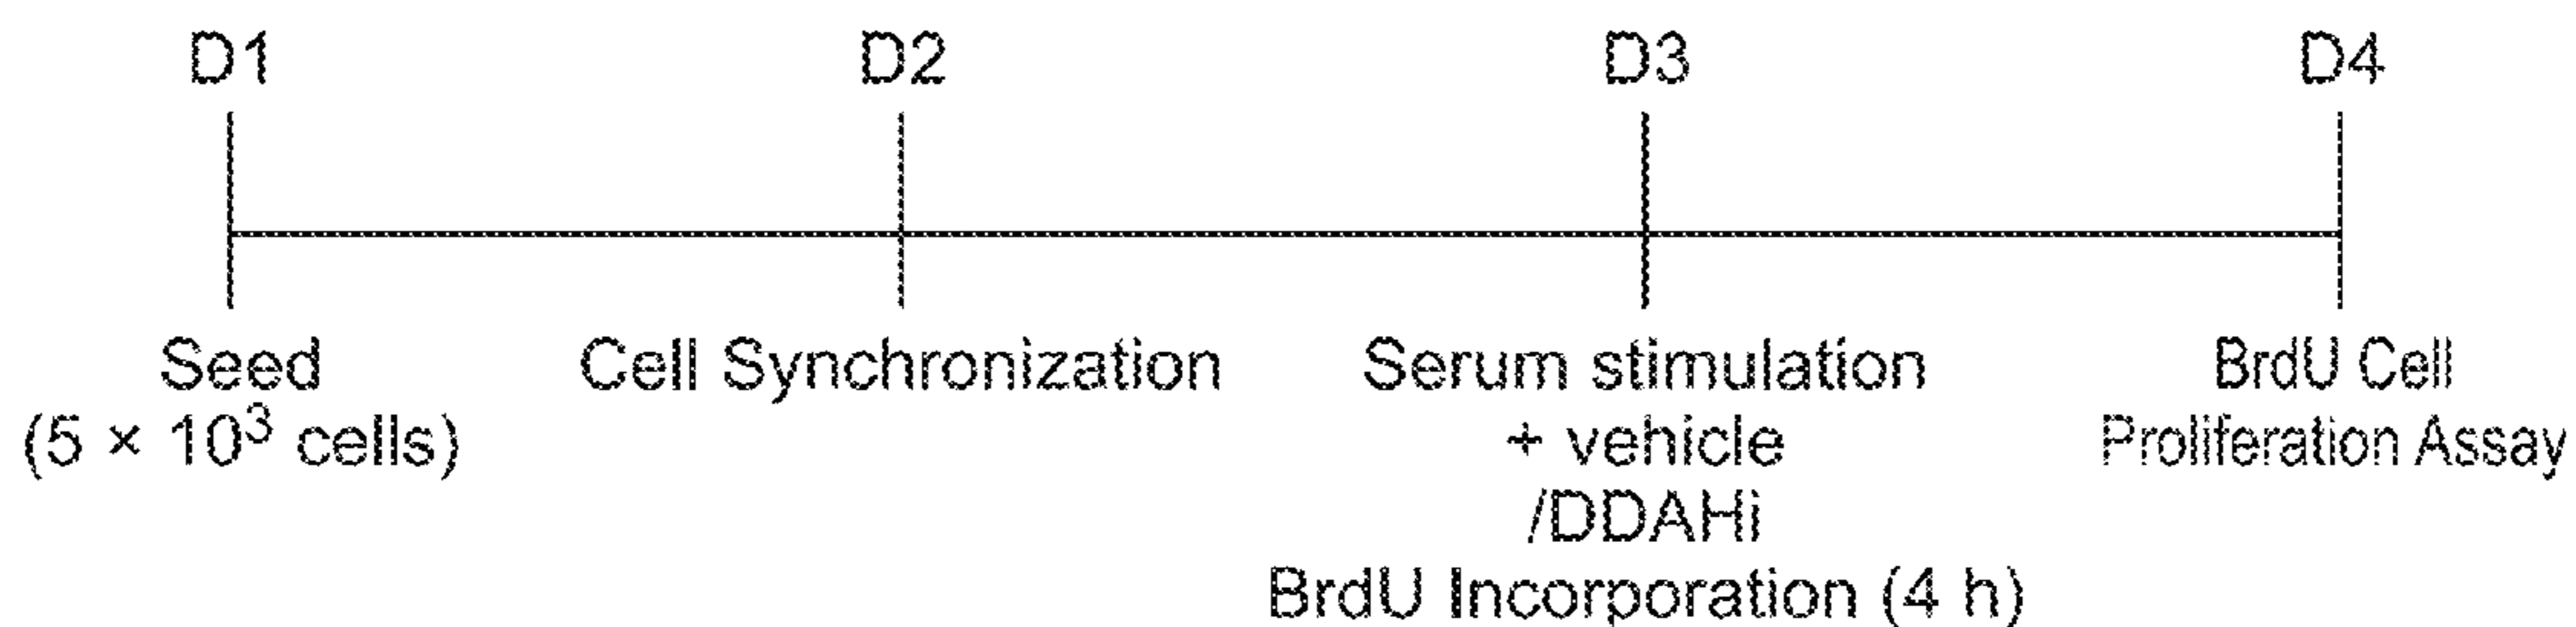 D1 D2 D3 D4
Seed
(5 × 10³ cells)
Cell Synchronization
Serum stimulation
+ vehicle
/DDAHi
BrdU Incorporation (4 h)
BrdU Cell
Proliferation Assay